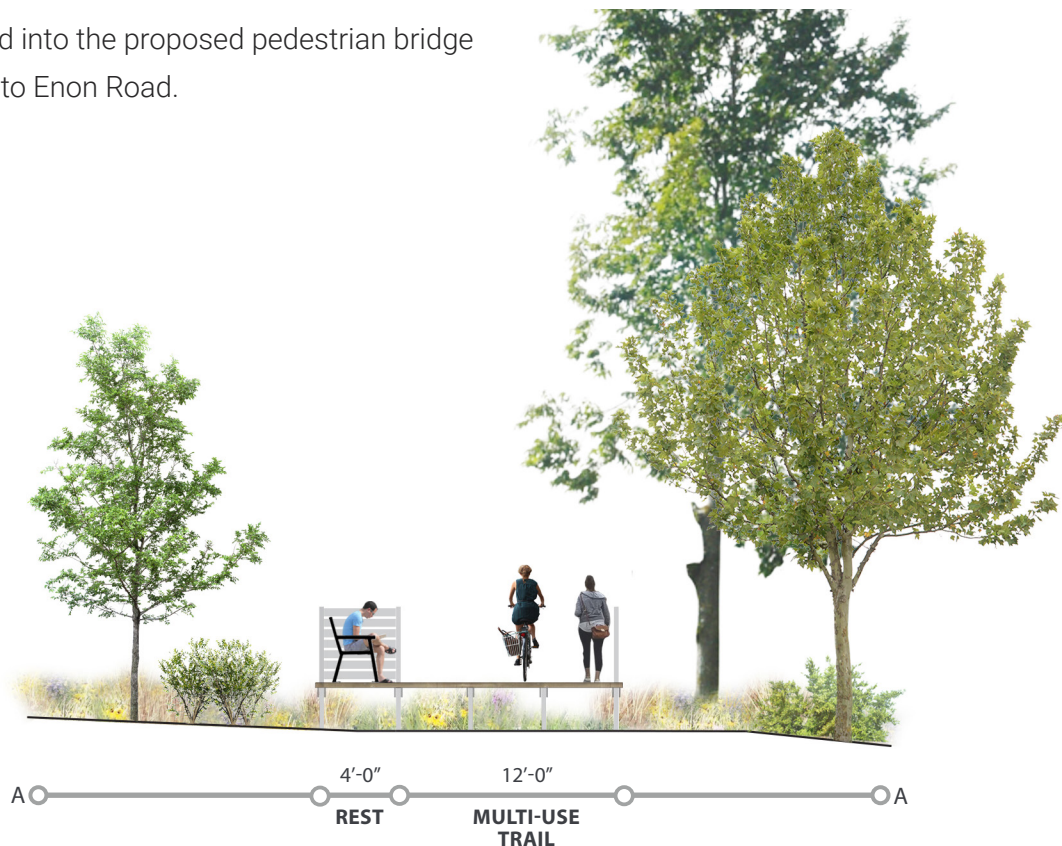 d into the proposed pedestrian bridge
to Enon Road.
4’-0” 12’-0”
A A
REST MULTI-USE
TRAIL